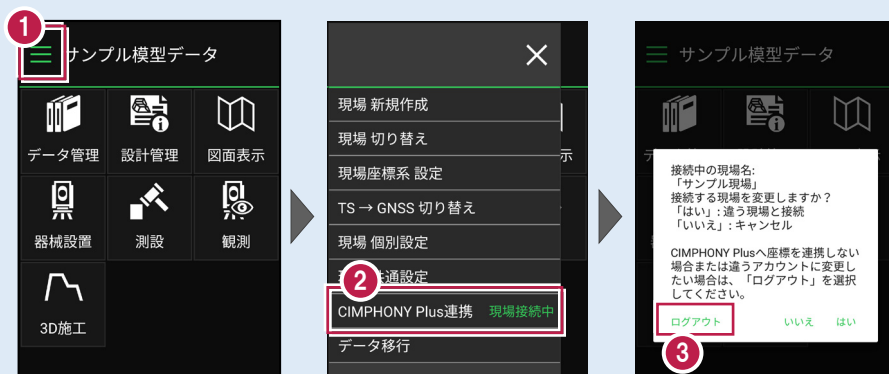 1
サンプル模型データ
データ管理
設計管理
図面表示
器械設置
測設
観測
3D施工
現場 新規作成
現場 切り替え
示
現場座標系 設定
TS → GNSS 切り替え
現場 個別設定
2
共通設定
CIMPHONY Plus連携 現場接続中
データ移行
サンプル模型データ
接続中の現場名:
「サンプル現場」
接続する現場を変更しますか？
「はい」: 違う現場と接続
「いいえ」: キャンセル
CIMPHONY Plusへ座標を連携しない
場合または違うアカウントに変更し
たい場合は、「ログアウト」を選択
してください。
ログアウト いいえ はい
3